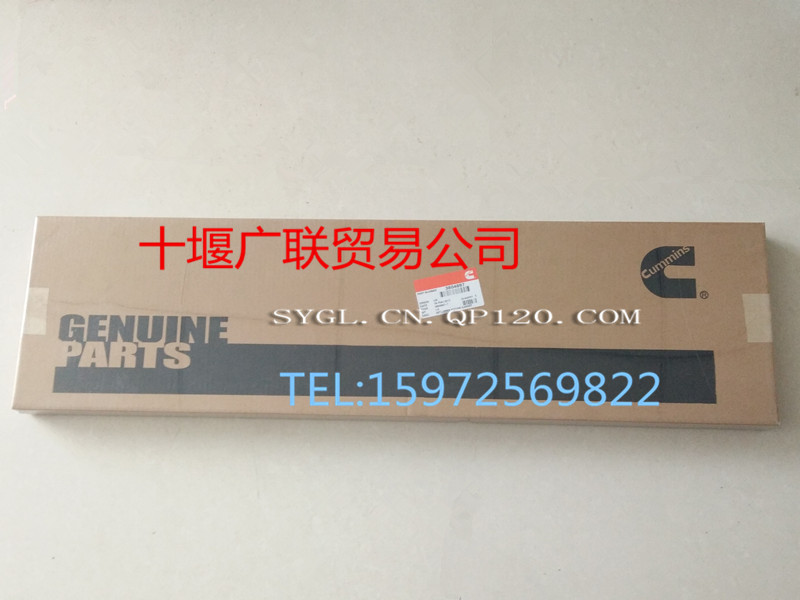 十堰广联贸易公司
Cummins
®
SYGL.CN.QP120.COM
GENUINE
PARTS
TEL:15972569822